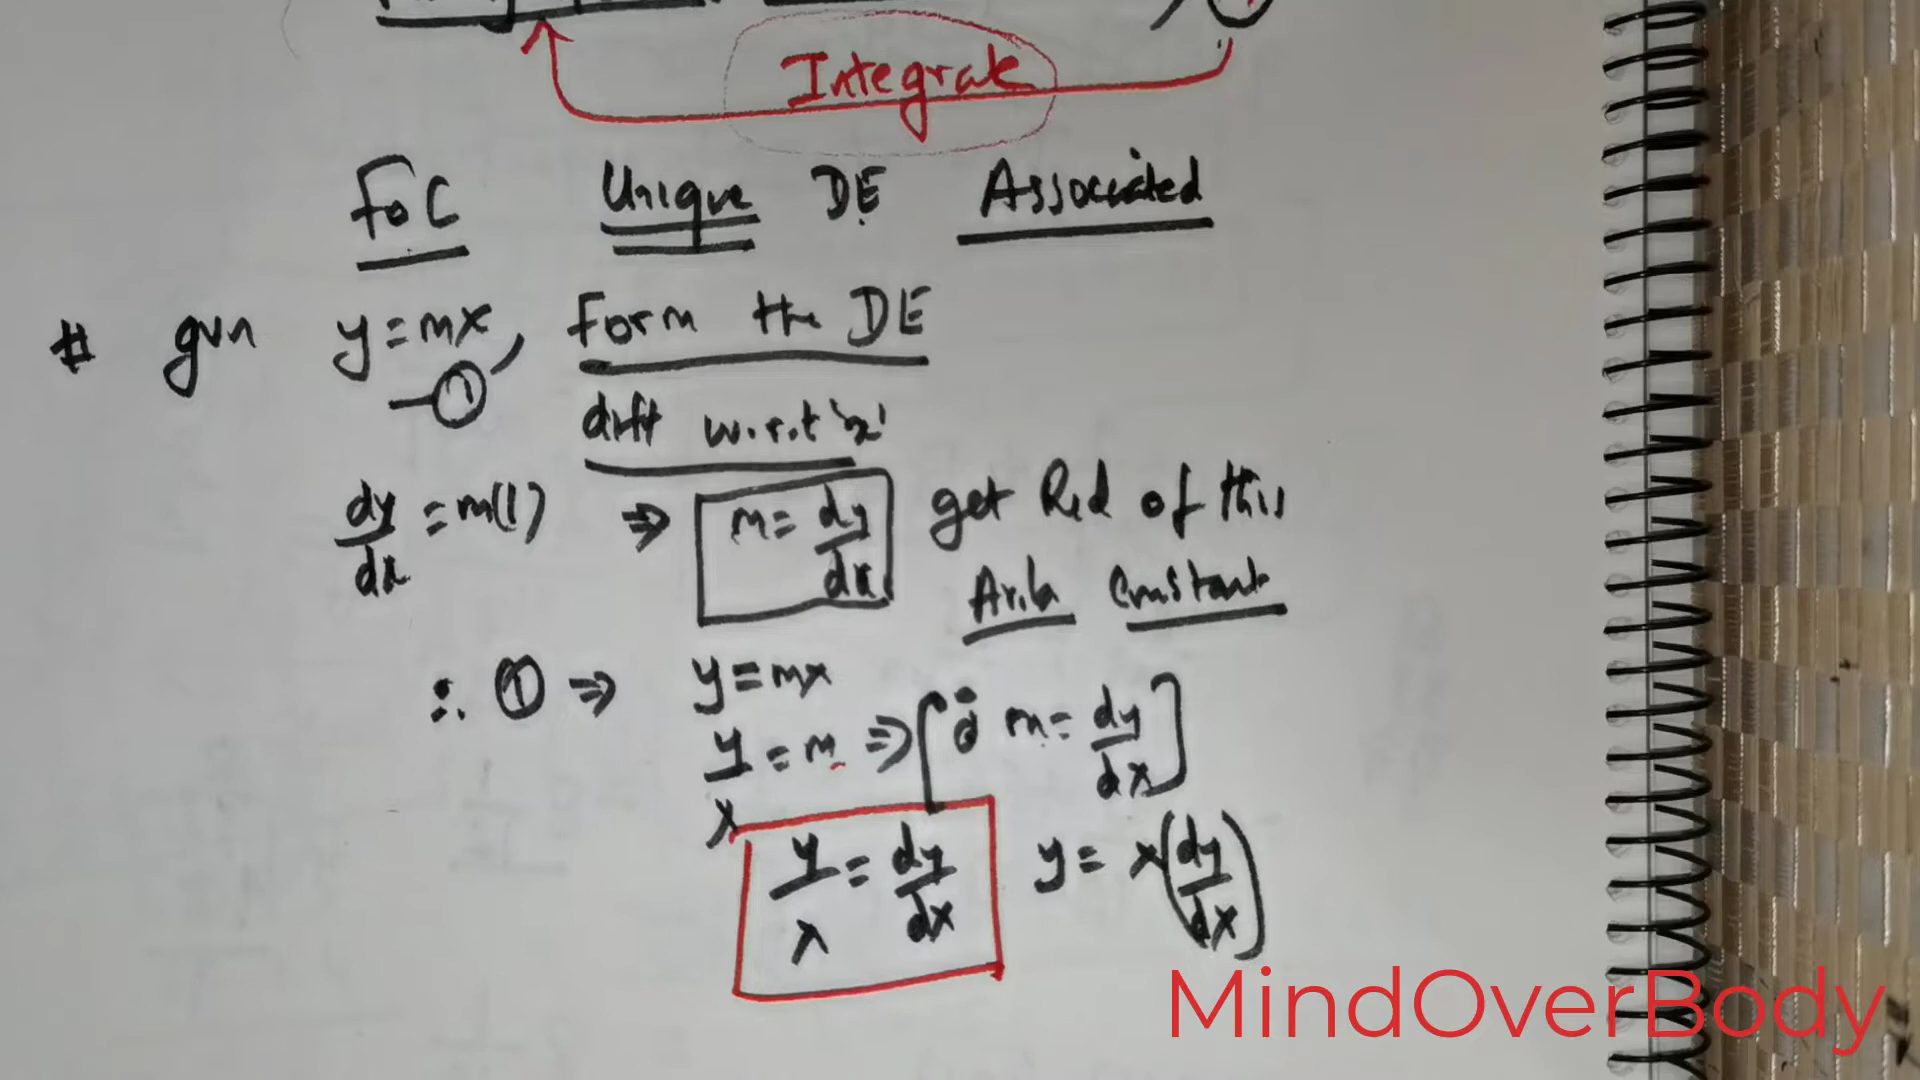 Integrate
FOC Unique DE Associated
# gvn y=mx, Form the DE
①
diff w.r.t 'x'
dy/dx = m(1) ⇒ m = dy/dx get Rid of this
Arib Constant
∴ ① ⇒ y=mx
y/x = m ⇒ [∵ m = dy/dx]
y/x = dy/dx y = x(dy/dx)
MindOverBody